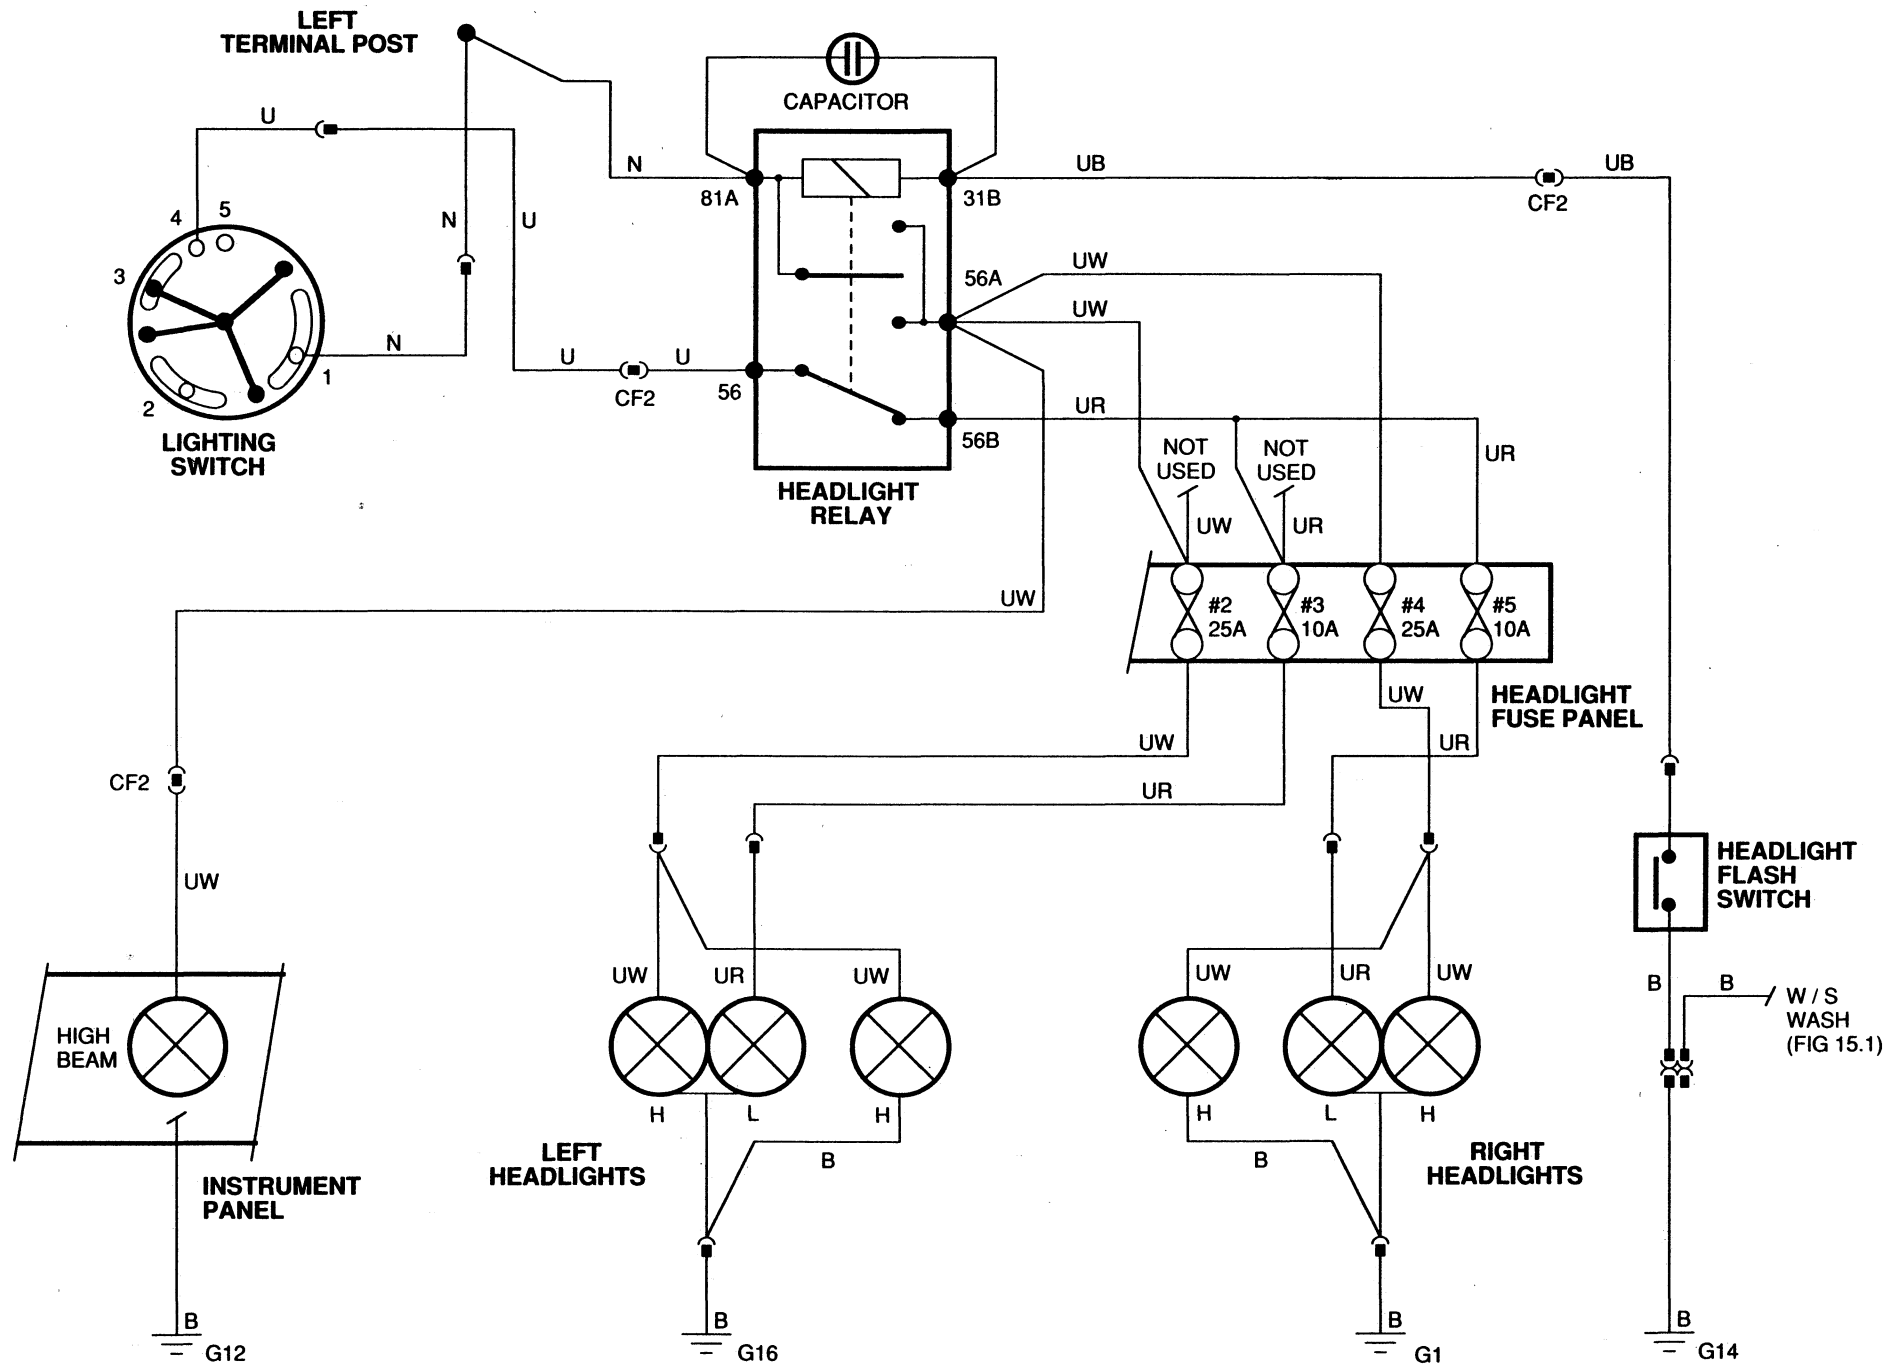 LEFT
TERMINAL POST
CAPACITOR
U
N
UB
UB
81A
31B
CF2
4
5
N
U
3
56A
UW
UW
N
U
U
1
CF2
56
2
UR
56B
LIGHTING
SWITCH
NOT
USED
NOT
USED
UR
HEADLIGHT
RELAY
UW
UR
UW
#2
25A
#3
10A
#4
25A
#5
10A
UW
HEADLIGHT
FUSE PANEL
UW
UR
CF2
UR
HEADLIGHT
FLASH
SWITCH
UW
UW
UR
UW
UW
UR
UW
B
B
W / S
WASH
(FIG 15.1)
HIGH
BEAM
H
L
H
H
L
H
LEFT
HEADLIGHTS
B
B
RIGHT
HEADLIGHTS
INSTRUMENT
PANEL
B
G12
B
G16
B
G1
B
G14